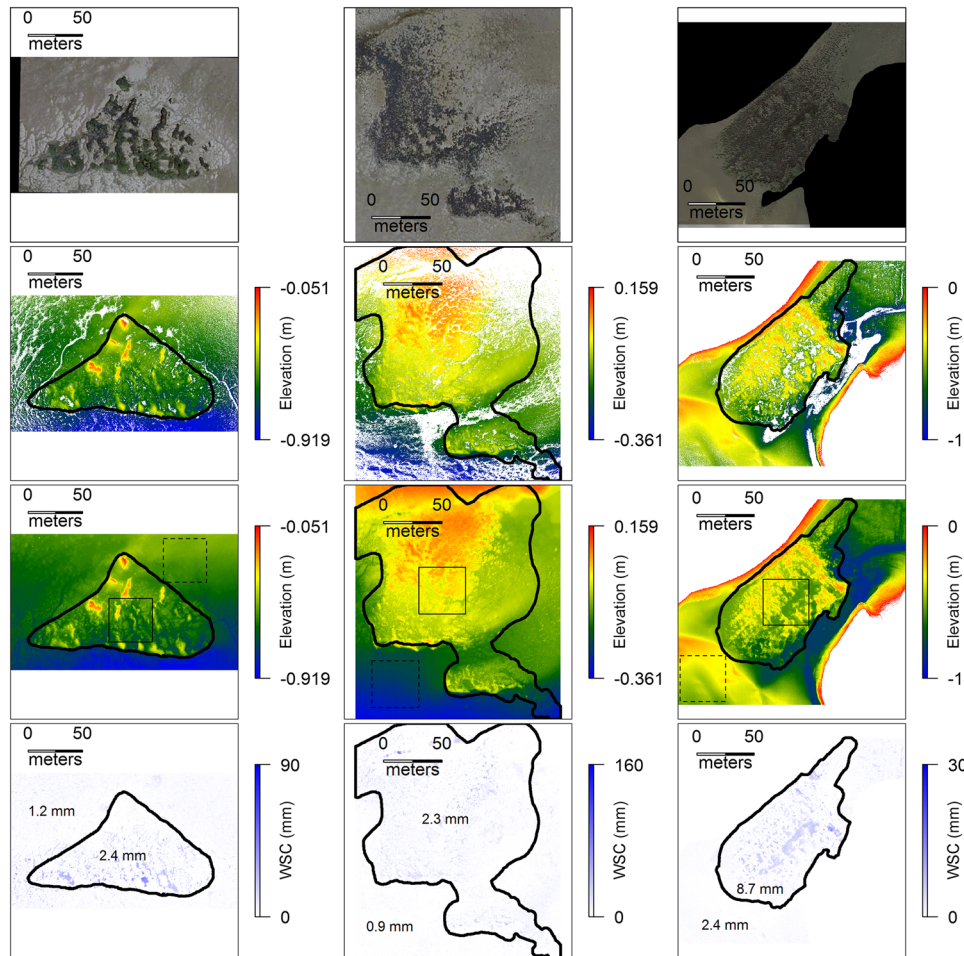 0 50
meters
0 50
meters
0 50
meters
0 50
meters
-0.051
Elevation (m)
-0.919
0 50
meters
0.159
Elevation (m)
-0.361
0 50
meters
0
Elevation (m)
-1
0 50
meters
-0.051
Elevation (m)
-0.919
0 50
meters
0.159
Elevation (m)
-0.361
0 50
meters
0
Elevation (m)
-1
0 50
meters
1.2 mm
2.4 mm
90
WSC (mm)
0
0 50
meters
2.3 mm
0.9 mm
160
WSC (mm)
0
0 50
meters
8.7 mm
2.4 mm
30
WSC (mm)
0